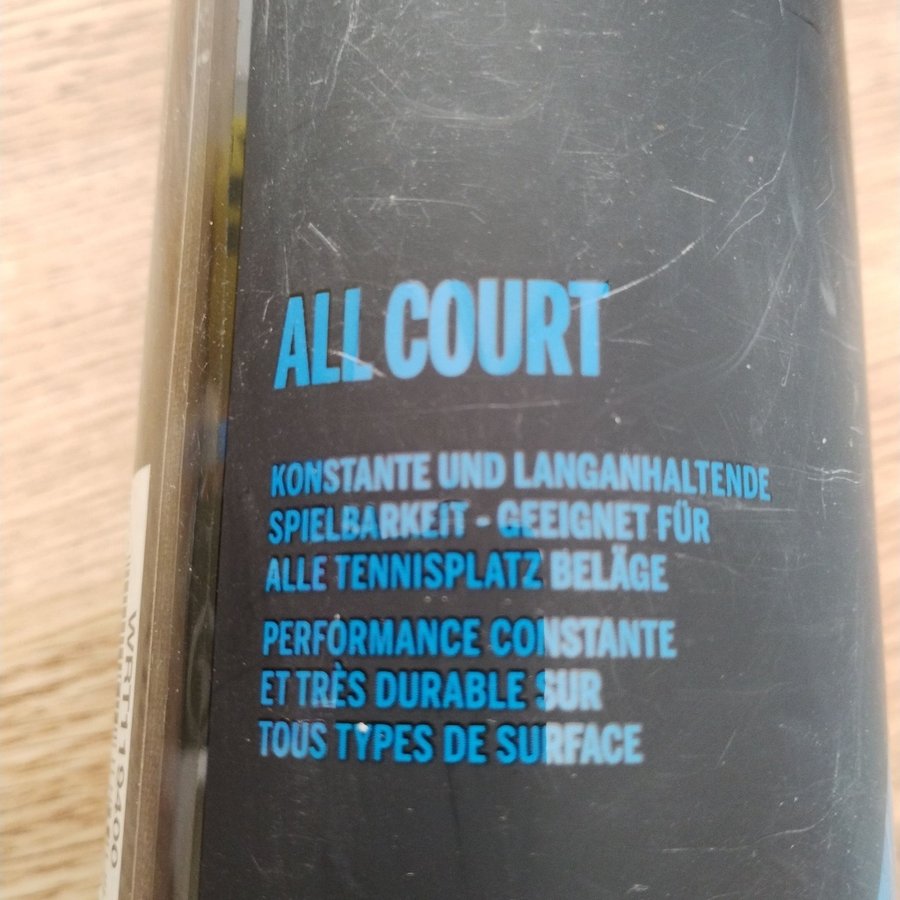 ALL COURT
KONSTANTE UND LANGANHALTENDE
SPIELBARKEIT - GEEIGNET FÜR
ALLE TENNISPLATZ BELÄGE
PERFORMANCE CONSTANTE
ET TRÈS DURABLE SUR
TOUS TYPES DE SURFACE
WRT119400